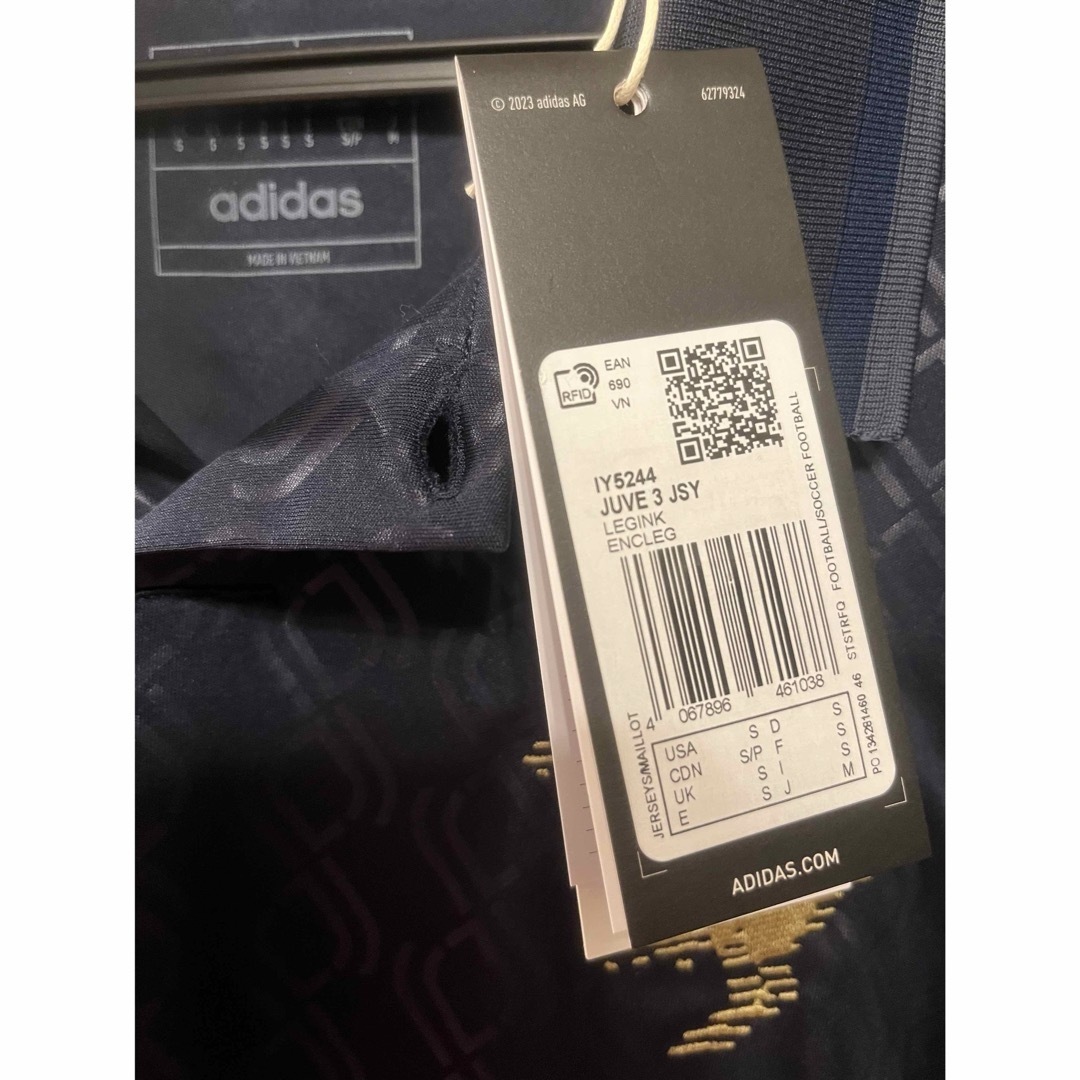 © 2023 adidas AG
62779324
S S S S S S/P M
adidas
MADE IN VIETNAM
RFID
EAN
690
VN
IY5244
JUVE 3 JSY
LEGINK
ENCLEG
4 067896 461038
JERSEYS/MAILLOT
STSTRFQ FOOTBALL/SOCCER FOOTBALL
PO 134281460 46
USA S D S
CDN S/P F S
UK S I S
E S J M
ADIDAS.COM